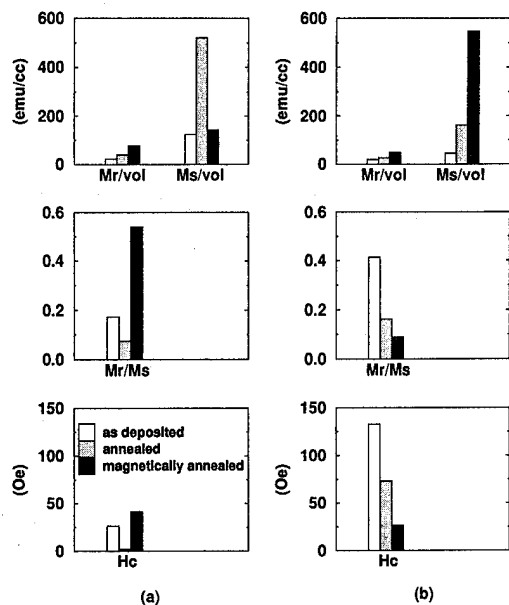 600
400
200
0
(emu/cc)
Mr/vol Ms/vol
600
400
200
0
(emu/cc)
Mr/vol Ms/vol
0.6
0.4
0.2
0.0
Mr/Ms
0.6
0.4
0.2
0.0
Mr/Ms
150
100
50
0
(Oe)
as deposited
annealed
magnetically annealed
Hc
150
100
50
0
(Oe)
Hc
(a)
(b)